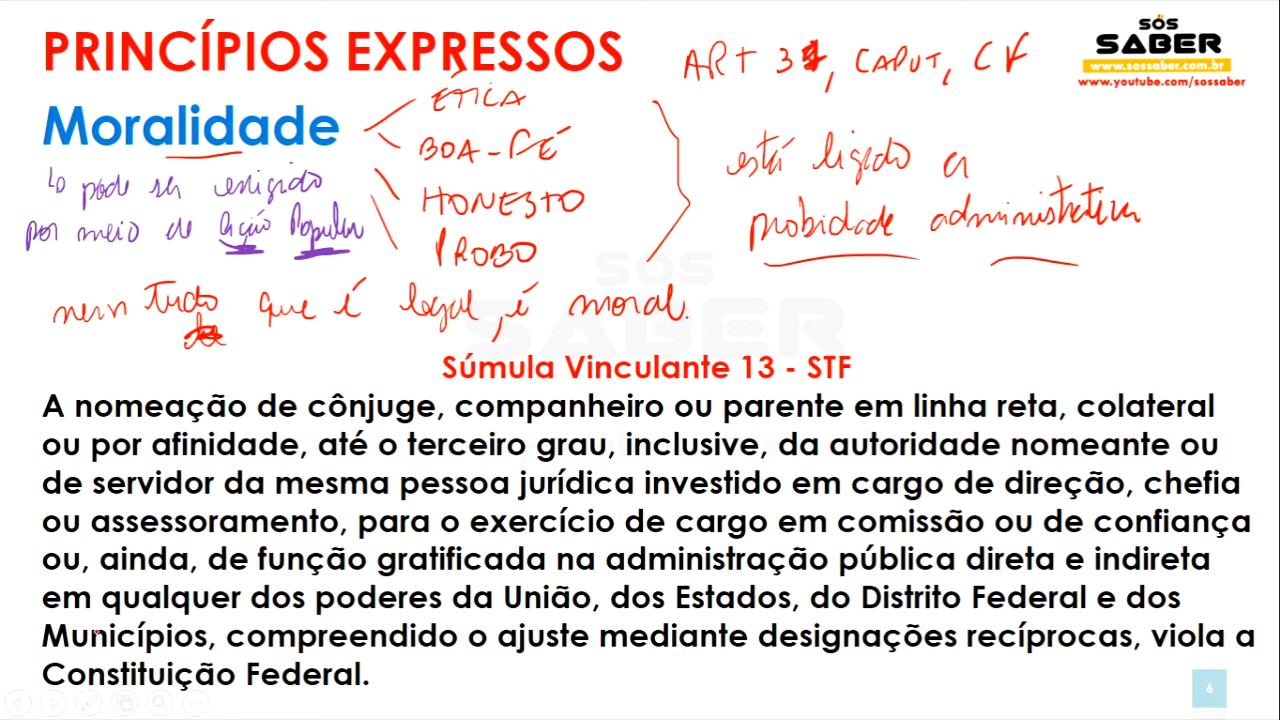 PRINCÍPIOS EXPRESSOS
ART 37, CAPUT, CF
SÓS
SABER
www.sossaber.com.br
www.youtube.com/sossaber
Moralidade
ÉTICA
BOA-FÉ
HONESTO
PROBO
está ligado a
probidade administrativa
↳ pode ser exigido
por meio de Ação Popular
nem tudo que é legal, é moral.
SÓS
SABER
Súmula Vinculante 13 - STF
A nomeação de cônjuge, companheiro ou parente em linha reta, colateral
ou por afinidade, até o terceiro grau, inclusive, da autoridade nomeante ou
de servidor da mesma pessoa jurídica investido em cargo de direção, chefia
ou assessoramento, para o exercício de cargo em comissão ou de confiança
ou, ainda, de função gratificada na administração pública direta e indireta
em qualquer dos poderes da União, dos Estados, do Distrito Federal e dos
Municípios, compreendido o ajuste mediante designações recíprocas, viola a
Constituição Federal.
6